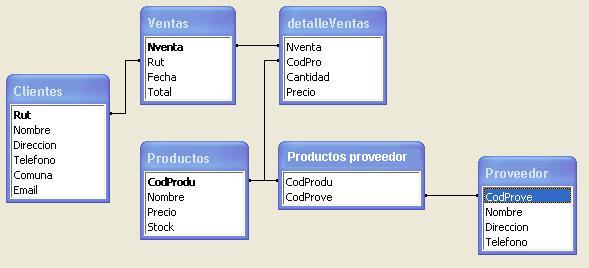 Ventas
Nventa
Rut
Fecha
Total
detalleVentas
Nventa
CodPro
Cantidad
Precio
Clientes
Rut
Nombre
Direccion
Telefono
Comuna
Email
Productos
CodProdu
Nombre
Precio
Stock
Productos proveedor
CodProdu
CodProve
Proveedor
CodProve
Nombre
Direccion
Telefono